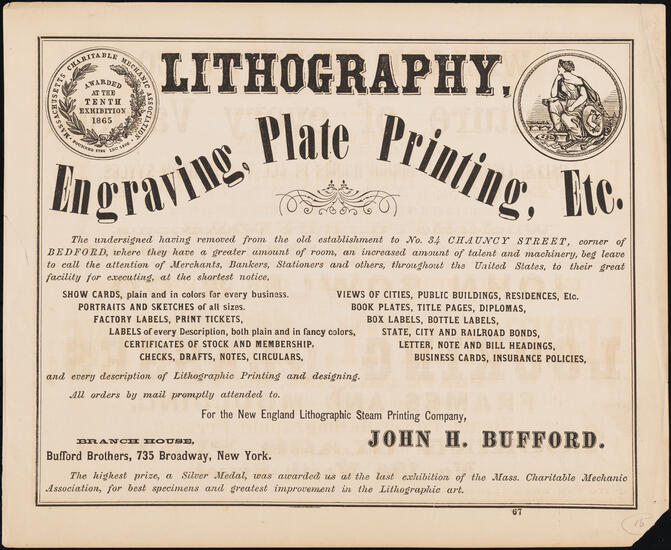 MASSACHUSETTS CHARITABLE MECHANIC ASSOCIATION
AWARDED
AT THE
TENTH
EXHIBITION
1865
FOUNDED 1795 INC 1806
LITHOGRAPHY,
Engraving, Plate Printing, Etc.
The undersigned having removed from the old establishment to No. 34 CHAUNCY STREET, corner of
BEDFORD, where they have a greater amount of room, an increased amount of talent and machinery, beg leave
to call the attention of Merchants, Bankers, Stationers and others, throughout the United States, to their great
facility for executing, at the shortest notice,
SHOW CARDS, plain and in colors for every business.
PORTRAITS and SKETCHES of all sizes.
FACTORY LABELS, PRINT TICKETS,
LABELS of every Description, both plain and in fancy colors,
CERTIFICATES OF STOCK AND MEMBERSHIP.
CHECKS, DRAFTS, NOTES, CIRCULARS,
VIEWS OF CITIES, PUBLIC BUILDINGS, RESIDENCES, Etc.
BOOK PLATES, TITLE PAGES, DIPLOMAS,
BOX LABELS, BOTTLE LABELS,
STATE, CITY AND RAILROAD BONDS,
LETTER, NOTE AND BILL HEADINGS,
BUSINESS CARDS, INSURANCE POLICIES,
and every description of Lithographic Printing and designing.
All orders by mail promptly attended to.
For the New England Lithographic Steam Printing Company,
JOHN H. BUFFORD.
BRANCH HOUSE,
Bufford Brothers, 735 Broadway, New York.
The highest prize, a Silver Medal, was awarded us at the last exhibition of the Mass. Charitable Mechanic
Association, for best specimens and greatest improvement in the Lithographic art.
67